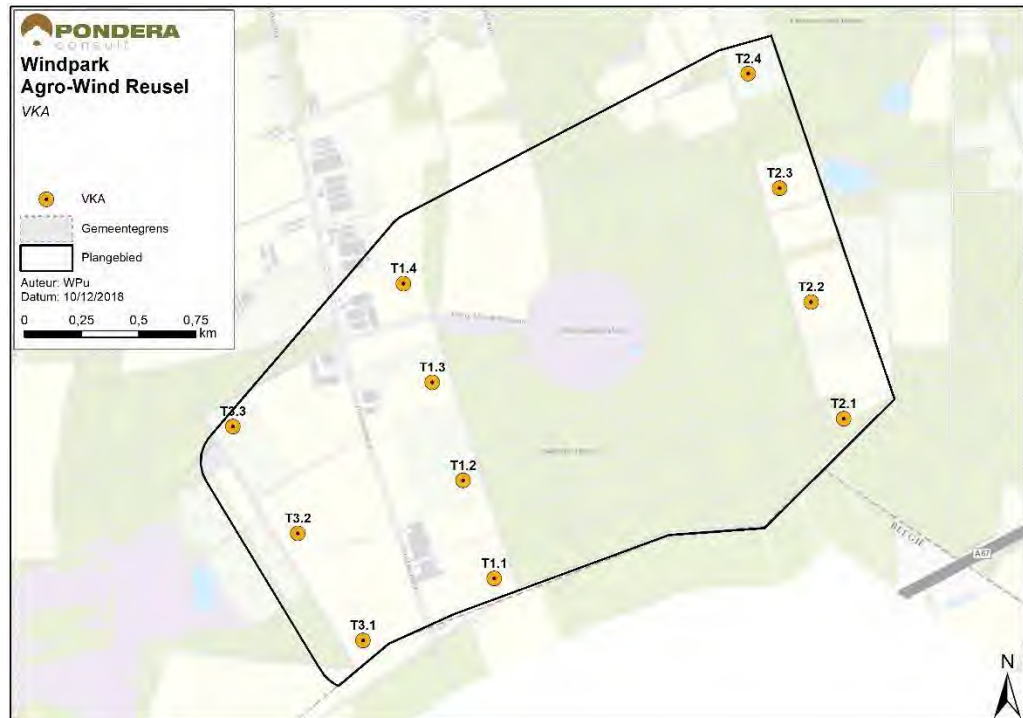 PONDERA
consult
Windpark
Agro-Wind Reusel
VKA
VKA
Gemeentegrens
Plangebied
Auteur: WPu
Datum: 10/12/2018
0 0,25 0,5 0,75
km
T2.4
T2.3
T2.2
T2.1
T1.4
T1.3
T1.2
T1.1
T3.3
T3.2
T3.1
BELGIE
A67
N